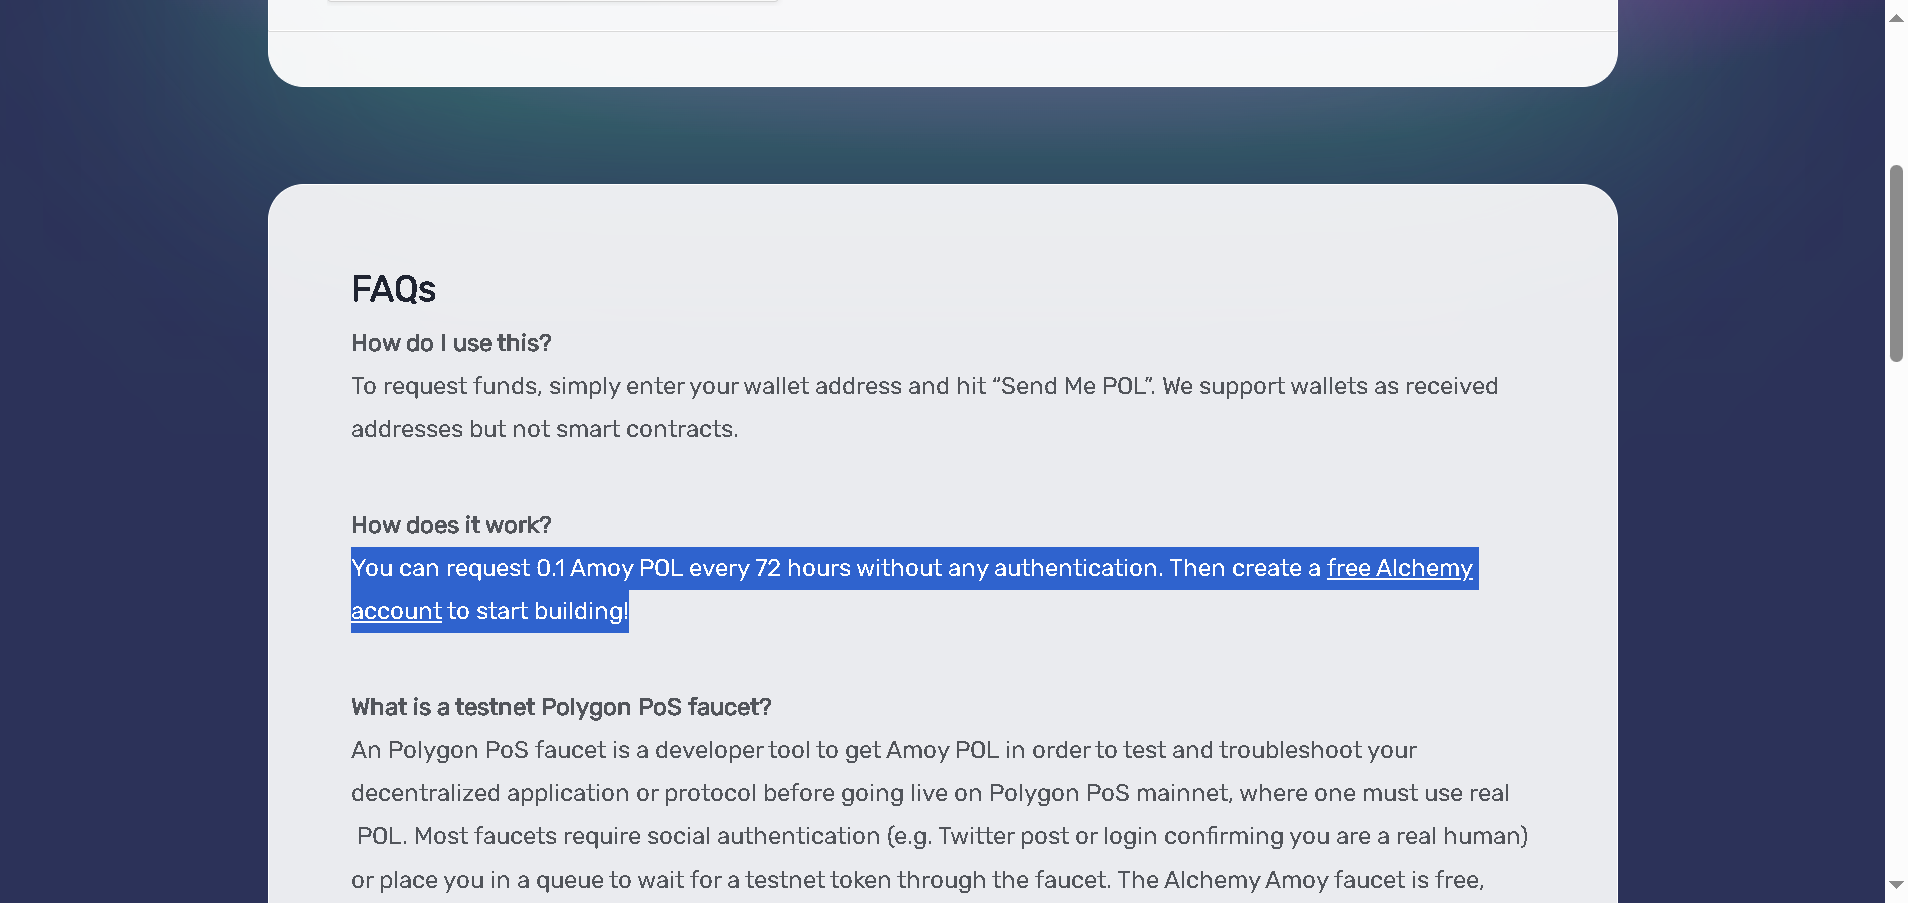 FAQs
How do I use this?
To request funds, simply enter your wallet address and hit “Send Me POL”. We support wallets as received
addresses but not smart contracts.
How does it work?
You can request 0.1 Amoy POL every 72 hours without any authentication. Then create a free Alchemy
account to start building!
What is a testnet Polygon PoS faucet?
An Polygon PoS faucet is a developer tool to get Amoy POL in order to test and troubleshoot your
decentralized application or protocol before going live on Polygon PoS mainnet, where one must use real
POL. Most faucets require social authentication (e.g. Twitter post or login confirming you are a real human)
or place you in a queue to wait for a testnet token through the faucet. The Alchemy Amoy faucet is free,